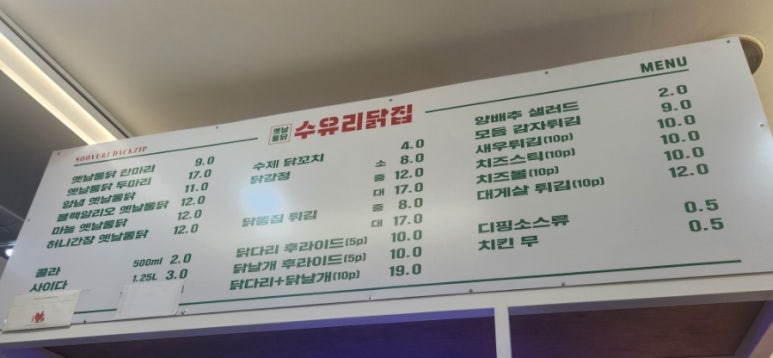 MENU
옛날통닭 수유리닭집
SOOYURI DACKZIP
옛날통닭 한마리 9.0
옛날통닭 두마리 17.0
양념 옛날통닭 11.0
블랙알리오 옛날통닭 12.0
마늘 옛날통닭 12.0
허니간장 옛날통닭 12.0
콜라 500ml 2.0
사이다 1.25L 3.0
수제 닭꼬치 4.0
닭강정 소 8.0
중 12.0
대 17.0
닭똥집 튀김 중 8.0
대 17.0
닭다리 후라이드(5p) 10.0
닭날개 후라이드(5p) 10.0
닭다리+닭날개(10p) 19.0
양배추 샐러드 2.0
모듬 감자튀김 9.0
새우튀김(10p) 10.0
치즈스틱(10p) 10.0
치즈볼(10p) 10.0
대게살 튀김(10p) 12.0
디핑소스류 0.5
치킨 무 0.5